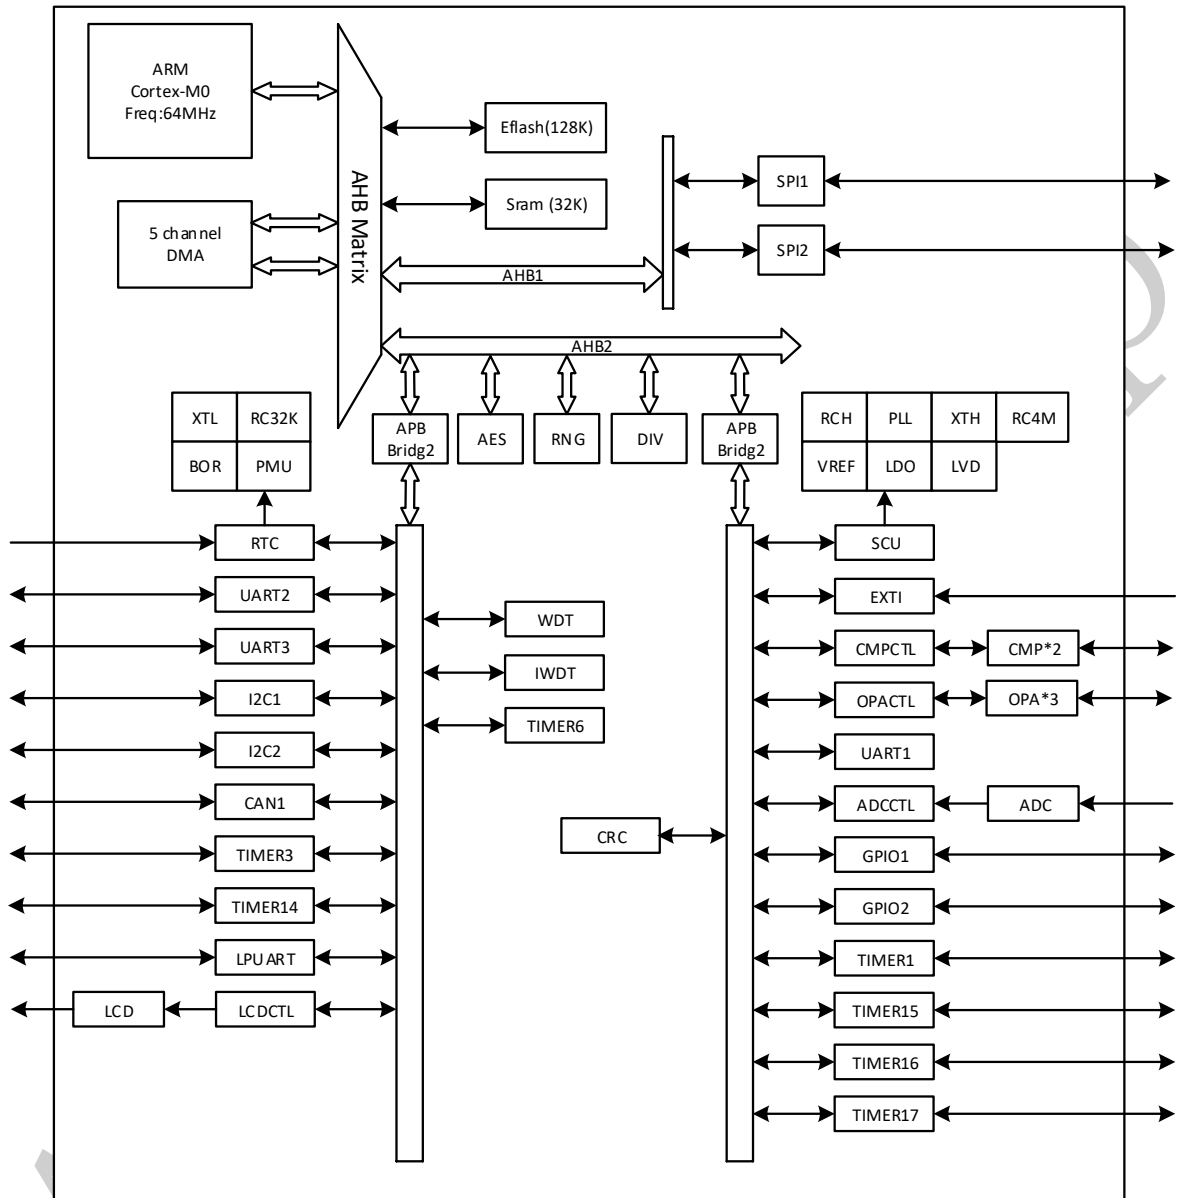 ARM
Cortex-M0
Freq:64MHz
Eflash(128K)
SPI1
AHB Matrix
Sram (32K)
5 channel
DMA
SPI2
AHB1
AHB2
XTL
RC32K
BOR
PMU
APB
Bridg2
AES
RNG
DIV
APB
Bridg2
RCH
PLL
XTH
RC4M
VREF
LDO
LVD
RTC
SCU
UART2
EXTI
WDT
UART3
CMPCTL
CMP*2
IWDT
I2C1
OPACTL
OPA*3
TIMER6
I2C2
UART1
CAN1
ADCCTL
ADC
CRC
TIMER3
GPIO1
TIMER14
GPIO2
LPUART
TIMER1
LCD
LCDCTL
TIMER15
TIMER16
TIMER17